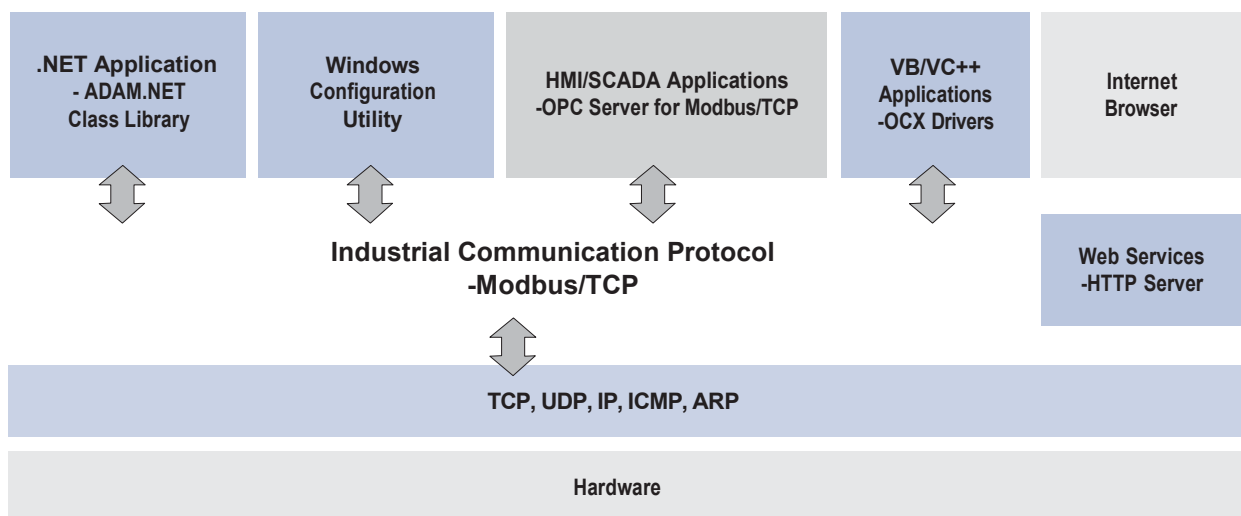 .NET Application
- ADAM.NET
Class Library
Windows
Configuration
Utility
HMI/SCADA Applications
-OPC Server for Modbus/TCP
VB/VC++
Applications
-OCX Drivers
Internet
Browser
Industrial Communication Protocol
-Modbus/TCP
Web Services
-HTTP Server
TCP, UDP, IP, ICMP, ARP
Hardware